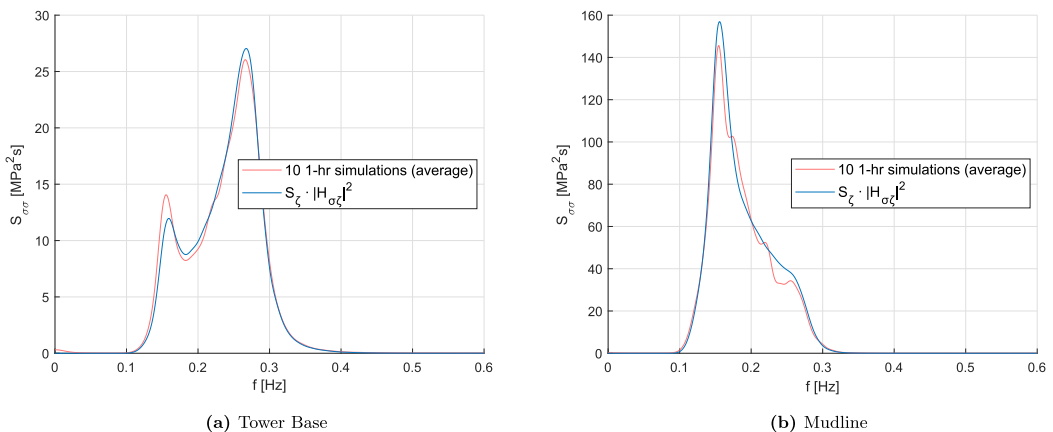 30
25
20
15
10
5
0
S_σσ [MPa²s]
10 1-hr simulations (average)
S_ζ · |H_σζ|²
0 0.1 0.2 0.3 0.4 0.5 0.6
f [Hz]
(a) Tower Base
160
140
120
100
80
60
40
20
0
S_σσ [MPa²s]
10 1-hr simulations (average)
S_ζ · |H_σζ|²
0 0.1 0.2 0.3 0.4 0.5 0.6
f [Hz]
(b) Mudline